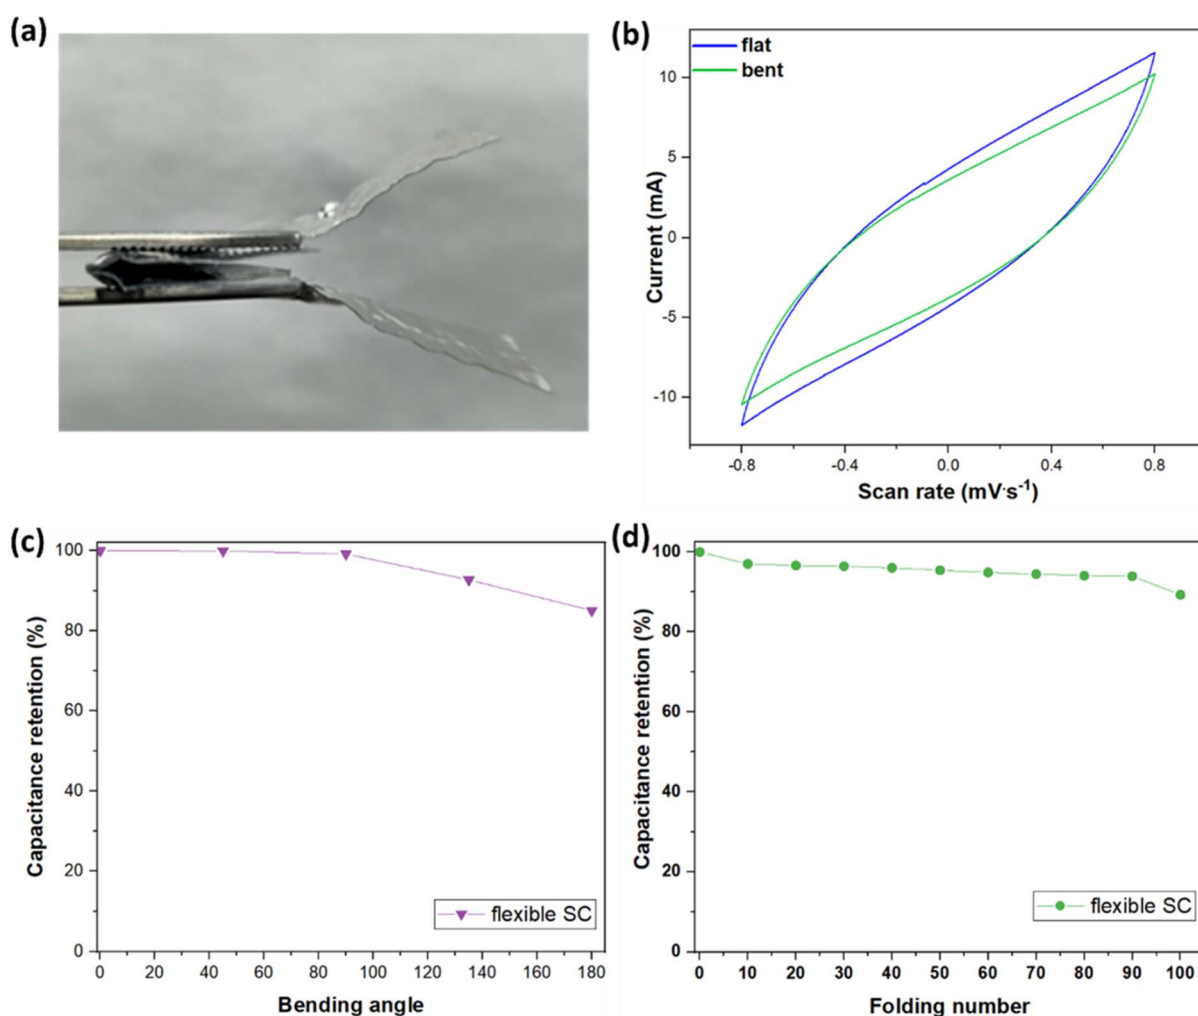 (a)
(b)
flat
bent
10
5
0
-5
-10
Current (mA)
-0.8 -0.4 0.0 0.4 0.8
Scan rate (mV·s⁻¹)
(c)
100
80
60
40
20
0
Capacitance retention (%)
flexible SC
0 20 40 60 80 100 120 140 160 180
Bending angle
(d)
100
80
60
40
20
0
Capacitance retention (%)
flexible SC
0 10 20 30 40 50 60 70 80 90 100
Folding number